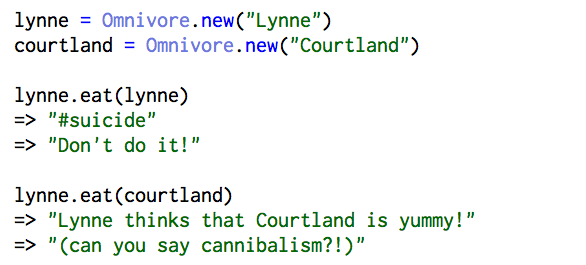 lynne = Omnivore.new("Lynne")
courtland = Omnivore.new("Courtland")
lynne.eat(lynne)
=> "#suicide"
=> "Don't do it!"
lynne.eat(courtland)
=> "Lynne thinks that Courtland is yummy!"
=> "(can you say cannibalism?!)"